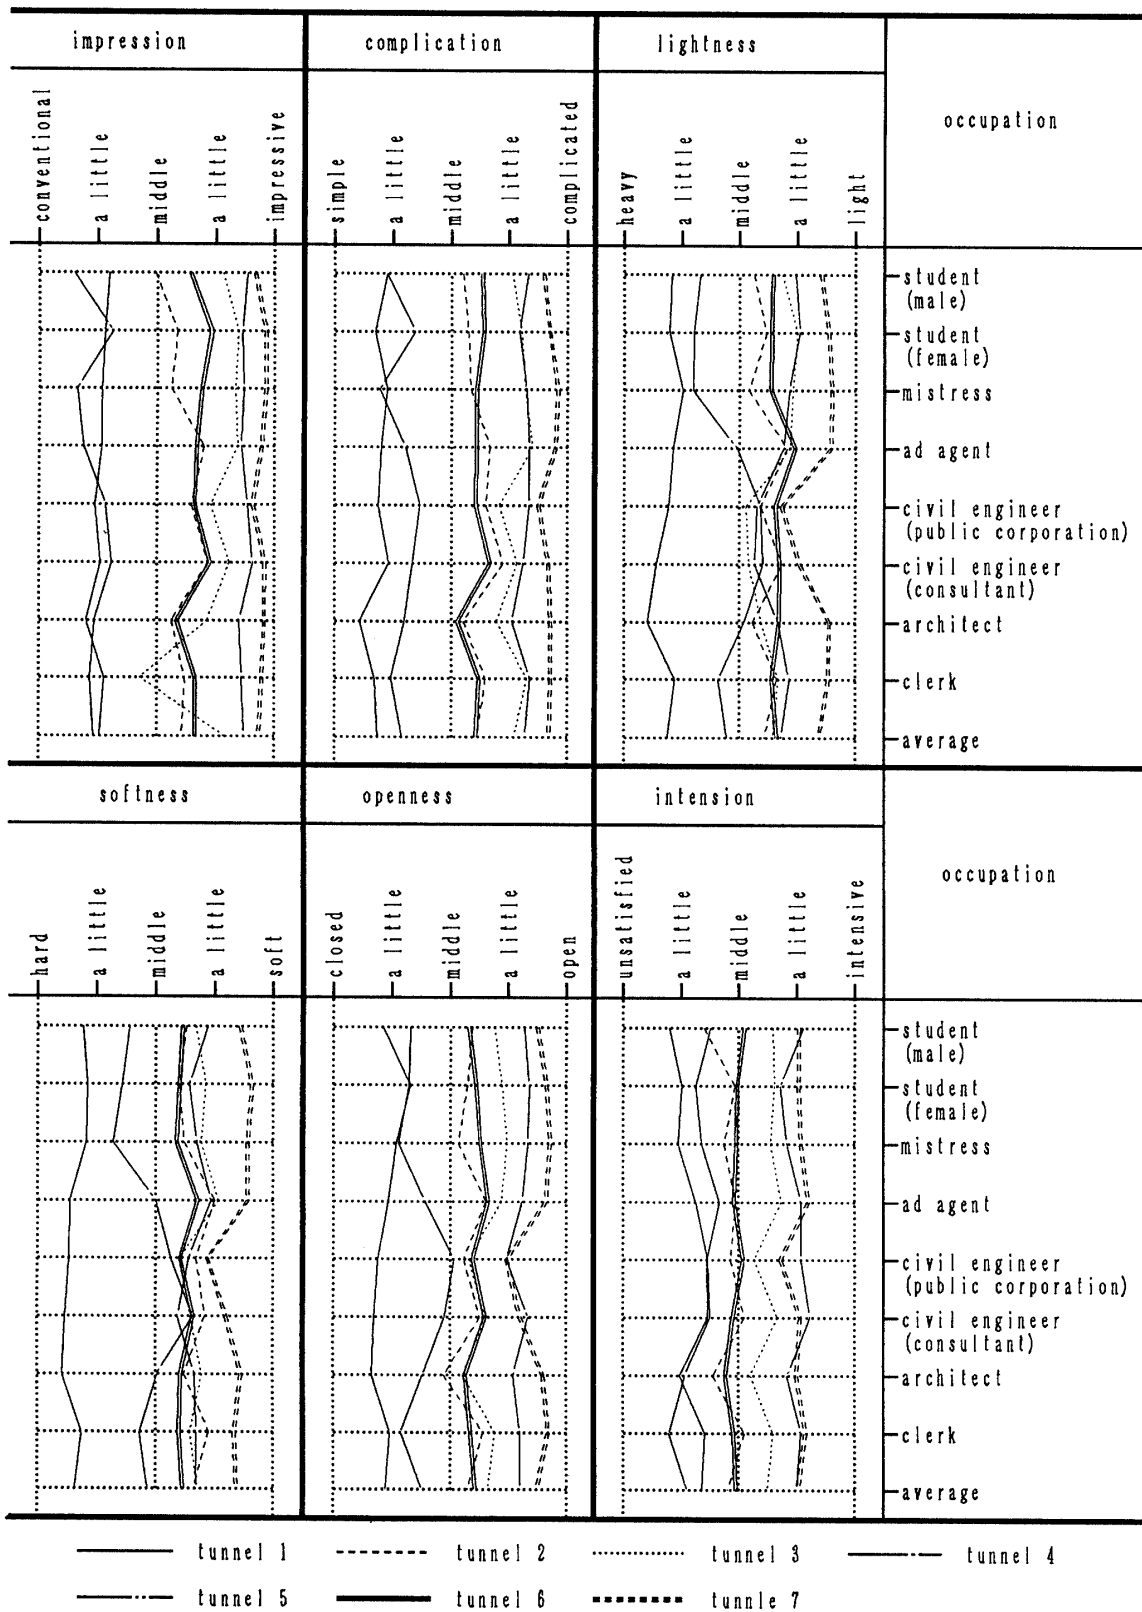 impression complication lightness
occupation
conventional a little middle a little impressive
simple a little middle a little complicated
heavy a little middle a little light
student
(male)
student
(female)
mistress
ad agent
civil engineer
(public corporation)
civil engineer
(consultant)
architect
clerk
average
softness openness intension
occupation
hard a little middle a little soft
closed a little middle a little open
unsatisfied a little middle a little intensive
student
(male)
student
(female)
mistress
ad agent
civil engineer
(public corporation)
civil engineer
(consultant)
architect
clerk
average
tunnel 1 tunnel 2 tunnel 3 tunnel 4
tunnel 5 tunnel 6 tunnle 7